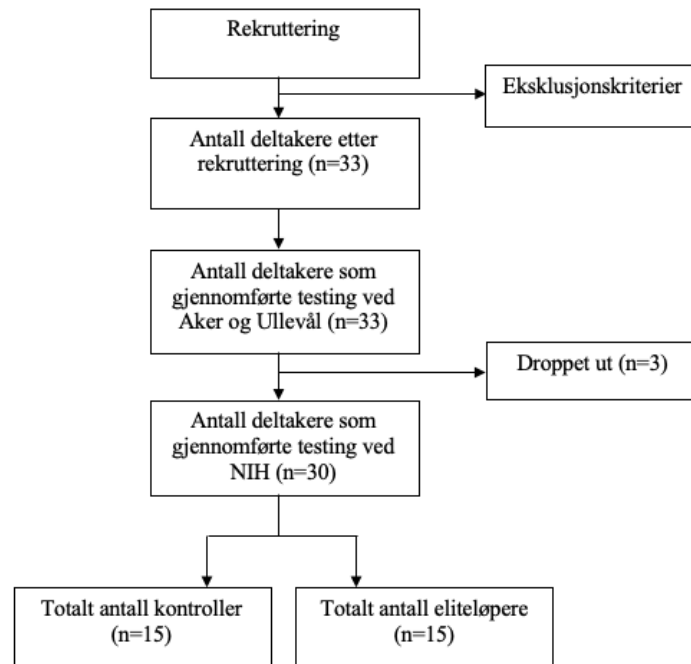 Rekruttering
Eksklusjonskriterier
Antall deltakere etter
rekruttering (n=33)
Antall deltakere som
gjennomførte testing ved
Aker og Ullevål (n=33)
Droppet ut (n=3)
Antall deltakere som
gjennomførte testing ved
NIH (n=30)
Totalt antall kontroller
(n=15)
Totalt antall eliteløpere
(n=15)